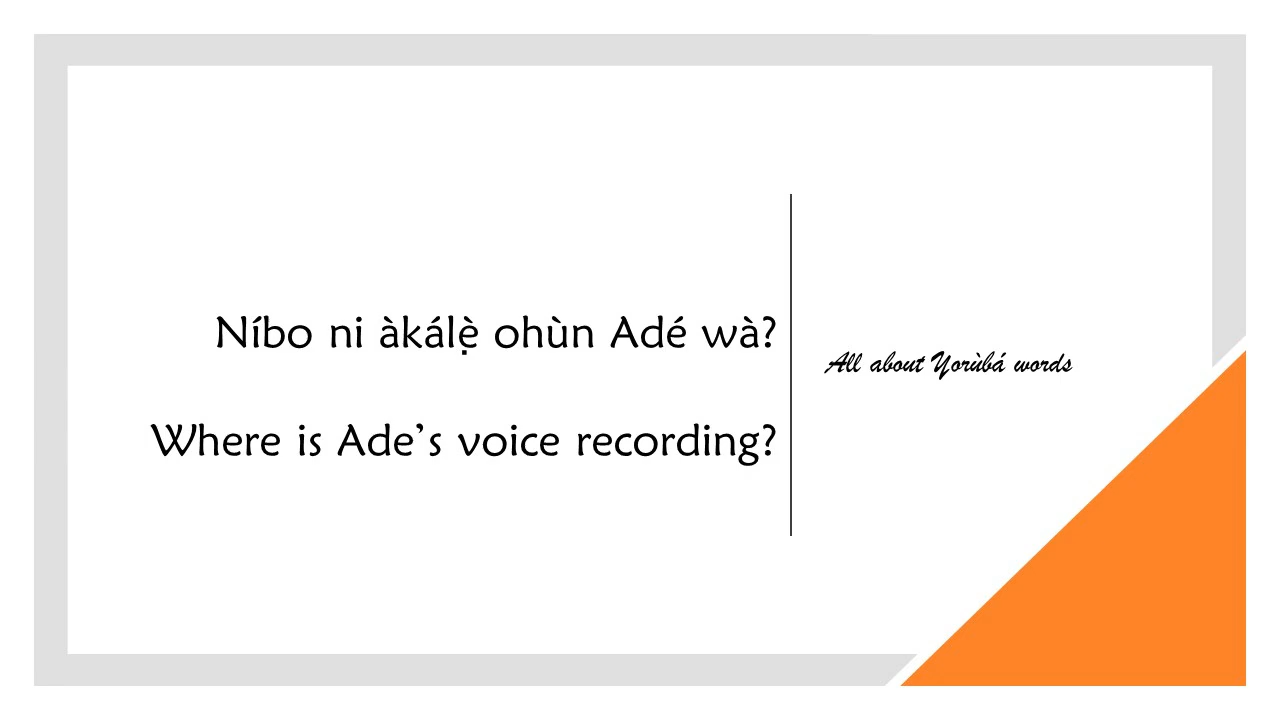 Níbo ni àkálẹ̀ ohùn Adé wà?
Where is Ade’s voice recording?
All about Yorùbá words